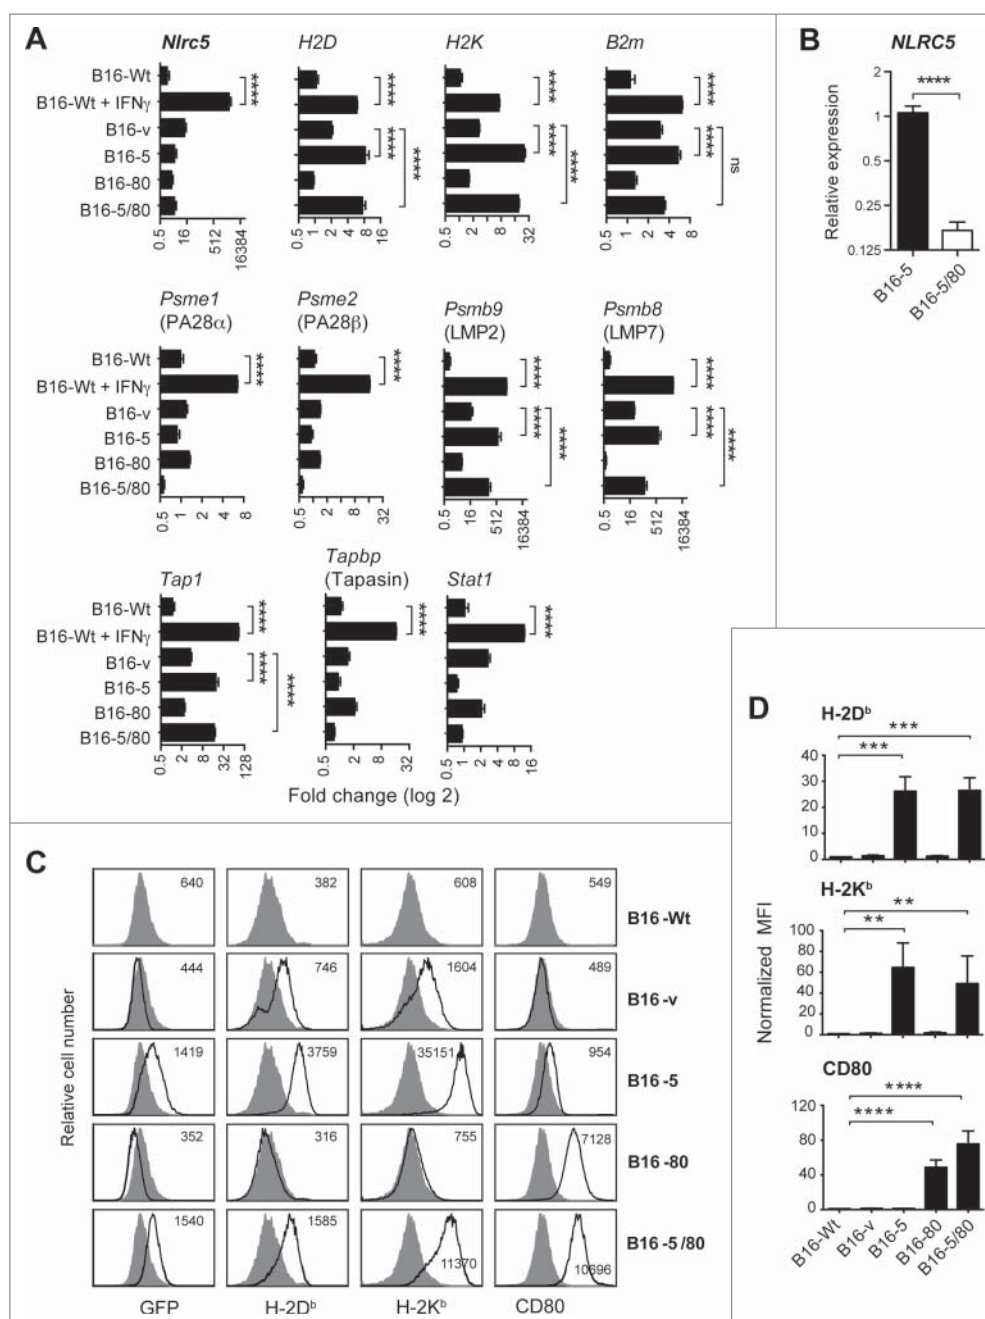 A
Nlrc5 H2D H2K B2m
B16-Wt
B16-Wt + IFNγ
B16-v
B16-5
B16-80
B16-5/80
**** **** **** ****
**** **** ****
**** **** ns
0.5 16 512 16384
0.5 1 2 4 8 16
0.5 2 8 32
0.5 1 2 4 8
Psme1 Psme2 Psmb9 Psmb8
(PA28α) (PA28β) (LMP2) (LMP7)
B16-Wt
B16-Wt + IFNγ
B16-v
B16-5
B16-80
B16-5/80
**** **** **** ****
**** ****
**** ****
0.5 1 2 4 8
0.5 2 8 32
0.5 16 512 16384
0.5 16 512 16384
Tap1 Tapbp Stat1
(Tapasin)
B16-Wt
B16-Wt + IFNγ
B16-v
B16-5
B16-80
B16-5/80
**** **** ****
****
****
0.5 2 8 32 128
0.5 2 8 32
0.5 1 2 4 8 16
Fold change (log 2)
B
NLRC5
****
Relative expression
2
1
0.5
0.25
0.125
B16-5
B16-5/80
C
Relative cell number
640 382 608 549 B16-Wt
444 746 1604 489 B16-v
1419 3759 35151 954 B16-5
352 316 755 7128 B16-80
1540 1585 11370 10696 B16-5/80
GFP H-2Dᵇ H-2Kᵇ CD80
D
Normalized MFI
H-2Dᵇ
***
***
40
30
20
10
0
H-2Kᵇ
**
**
100
80
60
40
20
0
CD80
****
****
120
80
40
0
B16-Wt
B16-v
B16-5
B16-80
B16-5/80